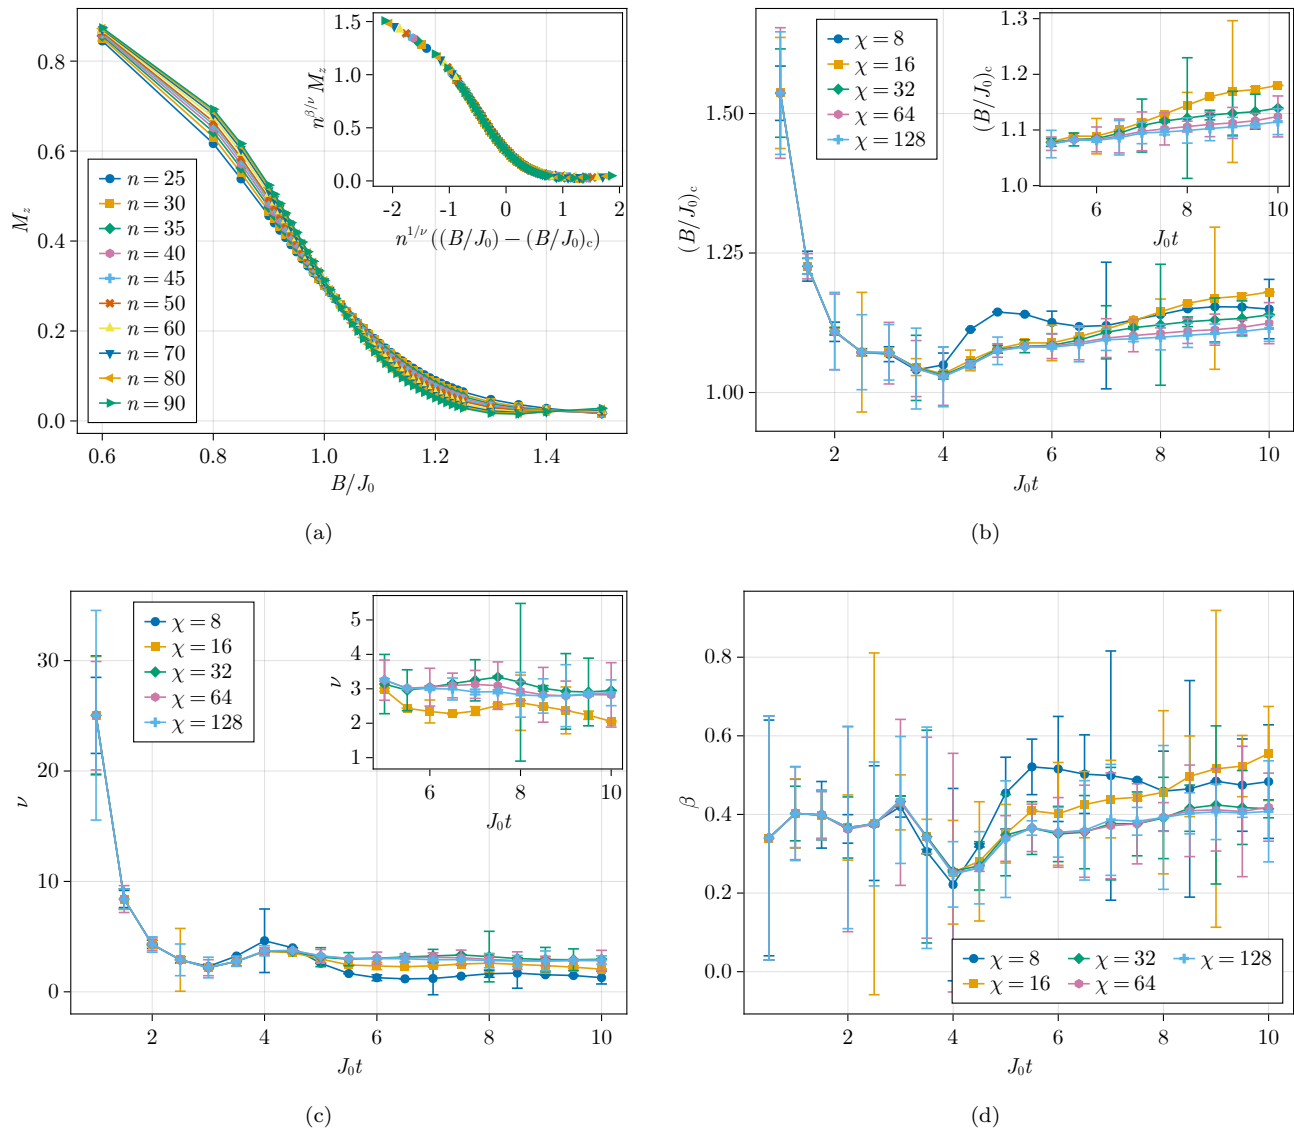 M_z
0.8
0.6
0.4
0.2
0.0
0.6
0.8
1.0
1.2
1.4
B/J_0
n = 25
n = 30
n = 35
n = 40
n = 45
n = 50
n = 60
n = 70
n = 80
n = 90
n^{β/ν} M_z
1.5
1.0
0.5
0.0
-2
-1
0
1
2
n^{1/ν}((B/J_0) − (B/J_0)_c)
(a)
(B/J_0)_c
1.50
1.25
1.00
2
4
6
8
10
J_0t
χ = 8
χ = 16
χ = 32
χ = 64
χ = 128
(B/J_0)_c
1.3
1.2
1.1
1.0
6
8
10
J_0t
(b)
ν
30
20
10
0
2
4
6
8
10
J_0t
χ = 8
χ = 16
χ = 32
χ = 64
χ = 128
ν
5
4
3
2
1
6
8
10
J_0t
(c)
β
0.8
0.6
0.4
0.2
0.0
2
4
6
8
10
J_0t
χ = 8
χ = 32
χ = 128
χ = 16
χ = 64
(d)